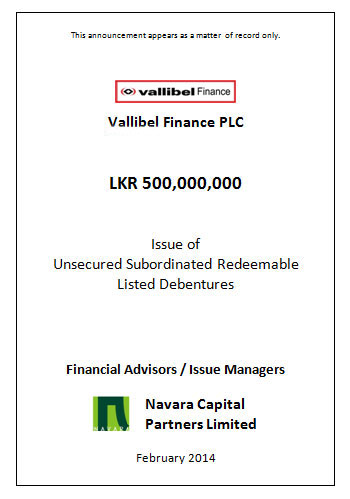 This announcement appears as a matter of record only.
vallibel Finance
Vallibel Finance PLC
LKR 500,000,000
Issue of
Unsecured Subordinated Redeemable
Listed Debentures
Financial Advisors / Issue Managers
NAVARA
Navara Capital
Partners Limited
February 2014